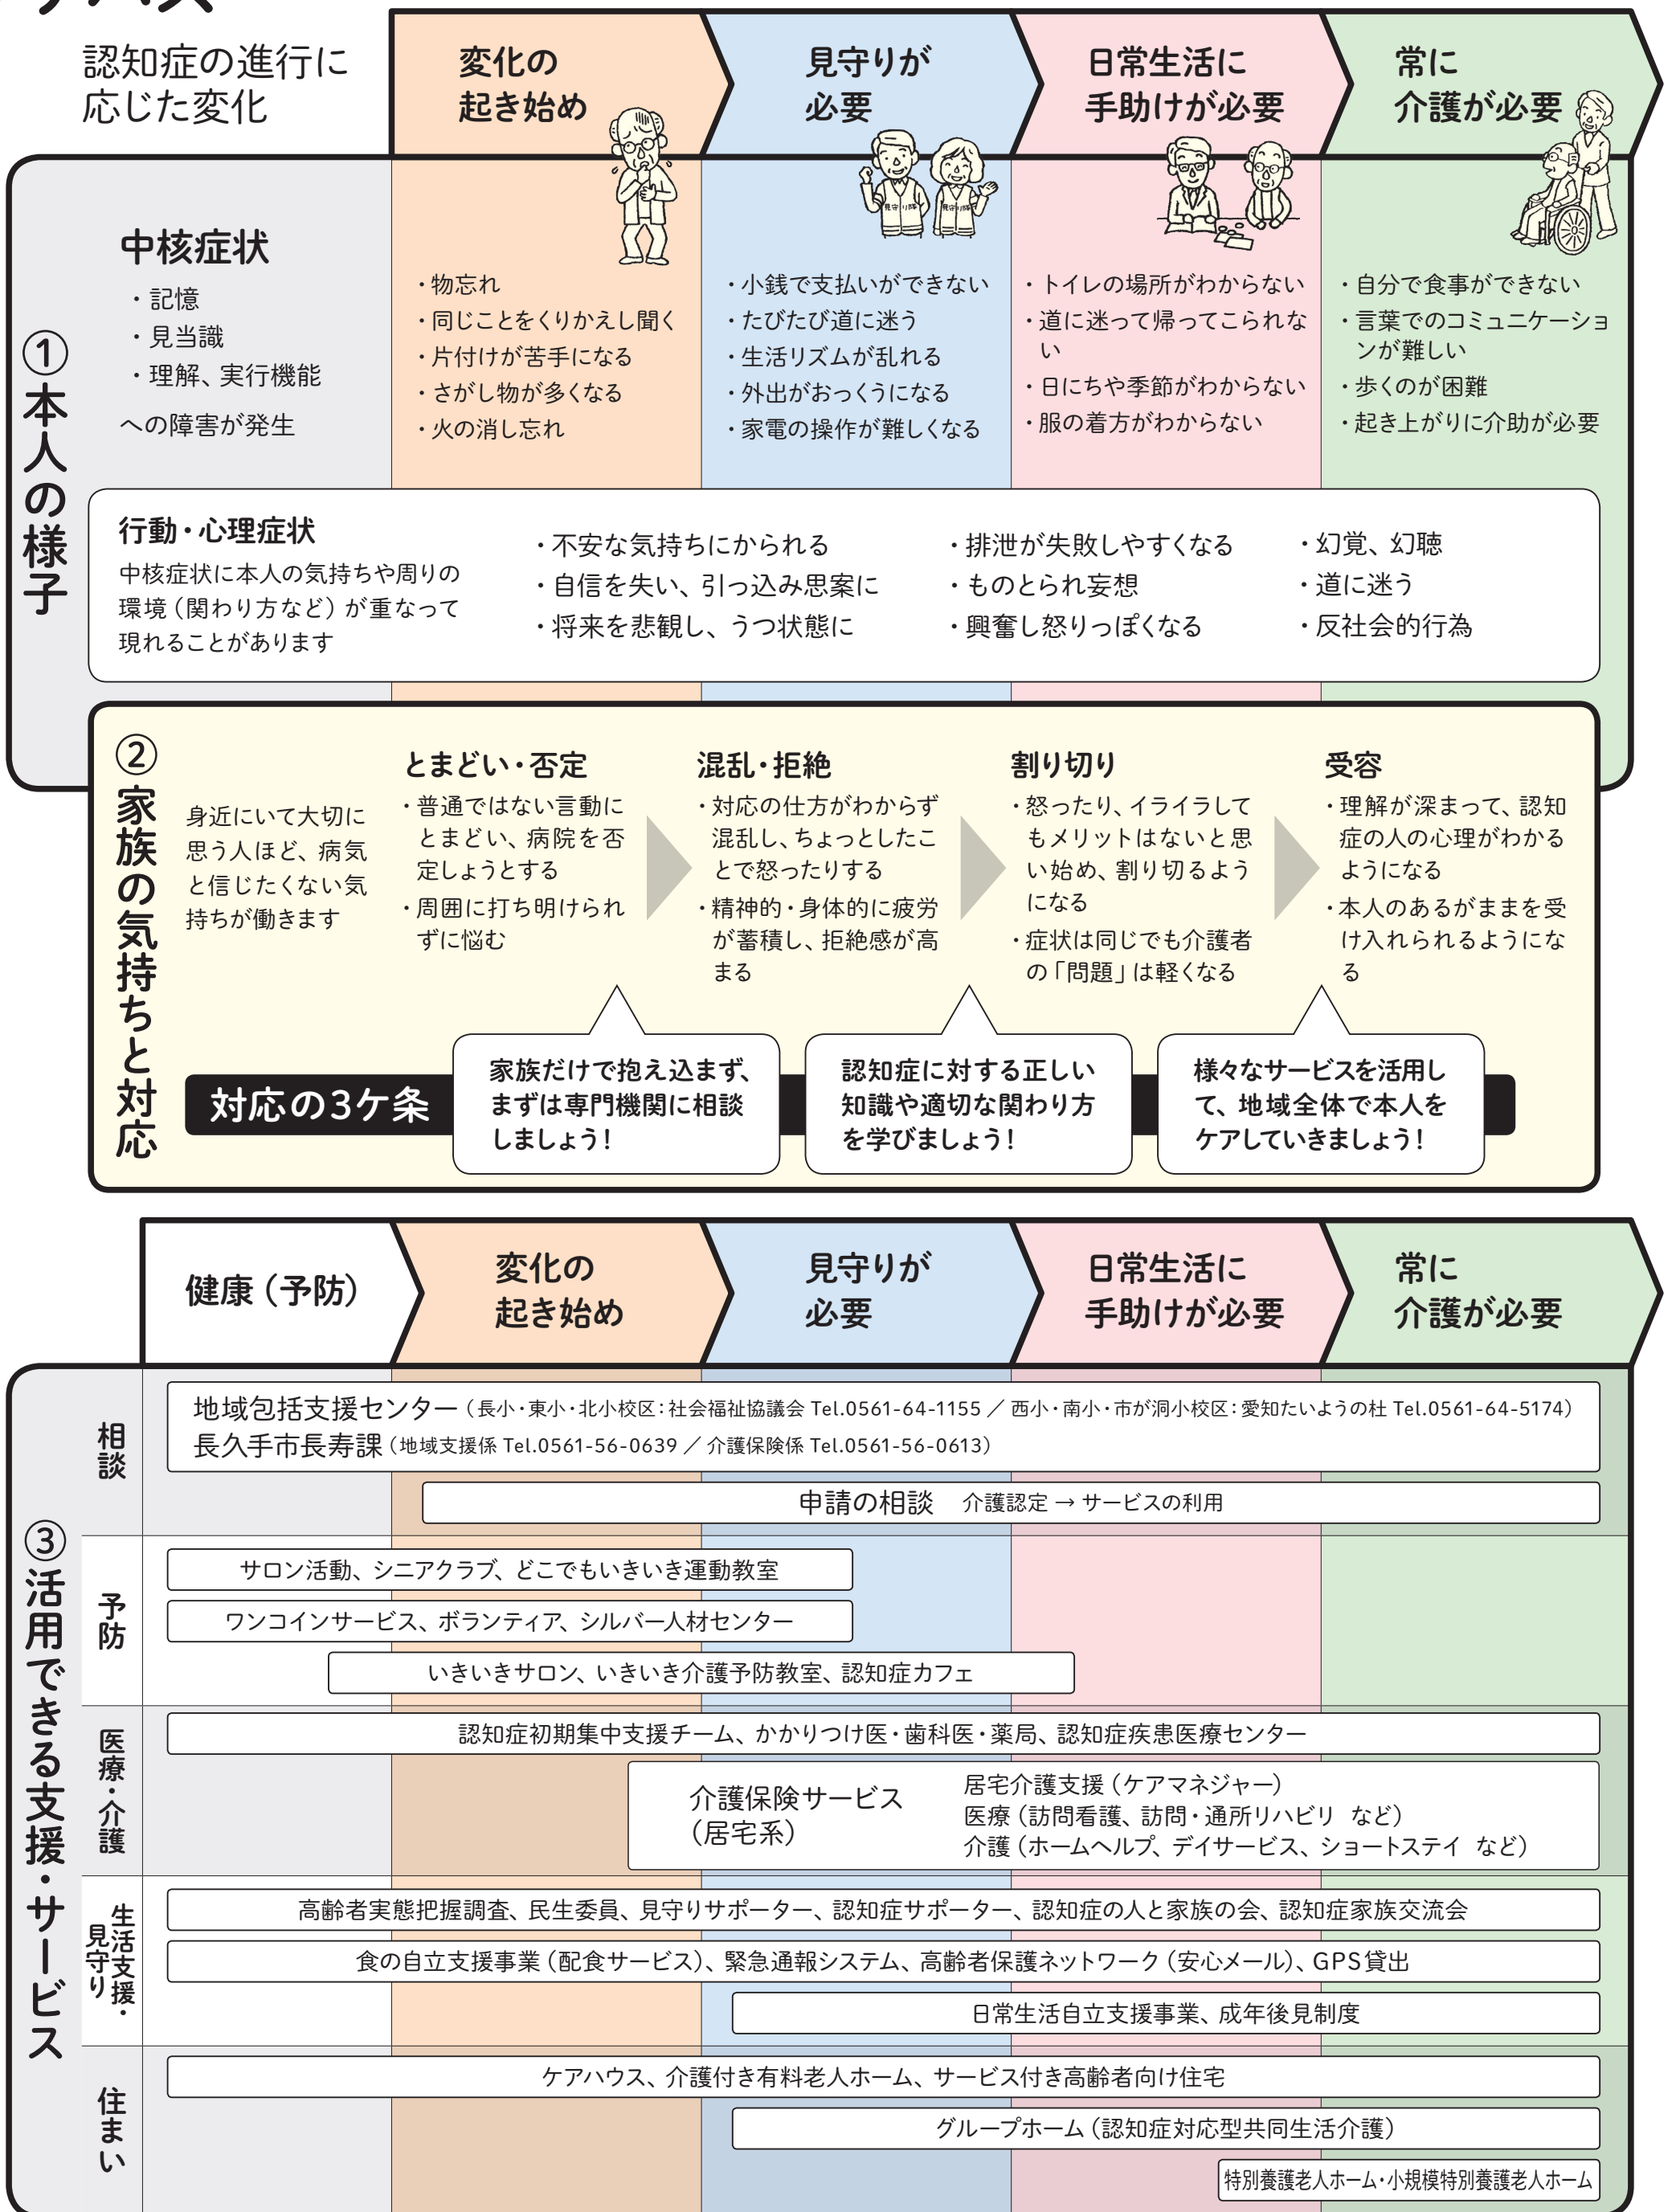 認知症の進行に
応じた変化
変化の
起き始め
見守りが
必要
日常生活に
手助けが必要
常に
介護が必要
①本人の様子
中核症状
・記憶
・見当識
・理解、実行機能
への障害が発生
・物忘れ
・同じことをくりかえし聞く
・片付けが苦手になる
・さがし物が多くなる
・火の消し忘れ
見守り隊
見守り隊
・小銭で支払いができない
・たびたび道に迷う
・生活リズムが乱れる
・外出がおっくうになる
・家電の操作が難しくなる
・トイレの場所がわからない
・道に迷って帰ってこられな
い
・日にちや季節がわからない
・服の着方がわからない
・自分で食事ができない
・言葉でのコミュニケーショ
ンが難しい
・歩くのが困難
・起き上がりに介助が必要
行動・心理症状
中核症状に本人の気持ちや周りの
環境（関わり方など）が重なって
現れることがあります
・不安な気持ちにかられる
・自信を失い、引っ込み思案に
・将来を悲観し、うつ状態に
・排泄が失敗しやすくなる
・ものとられ妄想
・興奮し怒りっぽくなる
・幻覚、幻聴
・道に迷う
・反社会的行為
②家族の気持ちと対応
身近にいて大切に
思う人ほど、病気
と信じたくない気
持ちが働きます
とまどい・否定
・普通ではない言動に
とまどい、病院を否
定しょうとする
・周囲に打ち明けられ
ずに悩む
混乱・拒絶
・対応の仕方がわからず
混乱し、ちょっとしたこ
とで怒ったりする
・精神的・身体的に疲労
が蓄積し、拒絶感が高
まる
割り切り
・怒ったり、イライラして
もメリットはないと思
い始め、割り切るよう
になる
・症状は同じでも介護者
の「問題」は軽くなる
受容
・理解が深まって、認知
症の人の心理がわかる
ようになる
・本人のあるがままを受
け入れられるようにな
る
対応の3ケ条
家族だけで抱え込まず、
まずは専門機関に相談
しましょう！
認知症に対する正しい
知識や適切な関わり方
を学びましょう！
様々なサービスを活用し
て、地域全体で本人を
ケアしていきましょう！
健康（予防）
変化の
起き始め
見守りが
必要
日常生活に
手助けが必要
常に
介護が必要
③活用できる支援・サービス
相談
地域包括支援センター（長小・東小・北小校区：社会福祉協議会 Tel.0561-64-1155 ／ 西小・南小・市が洞小校区：愛知たいようの杜 Tel.0561-64-5174）
長久手市長寿課（地域支援係 Tel.0561-56-0639 ／ 介護保険係 Tel.0561-56-0613）
申請の相談　介護認定 → サービスの利用
予防
サロン活動、シニアクラブ、どこでもいきいき運動教室
ワンコインサービス、ボランティア、シルバー人材センター
いきいきサロン、いきいき介護予防教室、認知症カフェ
医療・介護
認知症初期集中支援チーム、かかりつけ医・歯科医・薬局、認知症疾患医療センター
介護保険サービス
（居宅系）
居宅介護支援（ケアマネジャー）
医療（訪問看護、訪問・通所リハビリ など）
介護（ホームヘルプ、デイサービス、ショートステイ など）
生活支援・
見守り
高齢者実態把握調査、民生委員、見守りサポーター、認知症サポーター、認知症の人と家族の会、認知症家族交流会
食の自立支援事業（配食サービス）、緊急通報システム、高齢者保護ネットワーク（安心メール）、GPS貸出
日常生活自立支援事業、成年後見制度
住まい
ケアハウス、介護付き有料老人ホーム、サービス付き高齢者向け住宅
グループホーム（認知症対応型共同生活介護）
特別養護老人ホーム・小規模特別養護老人ホーム